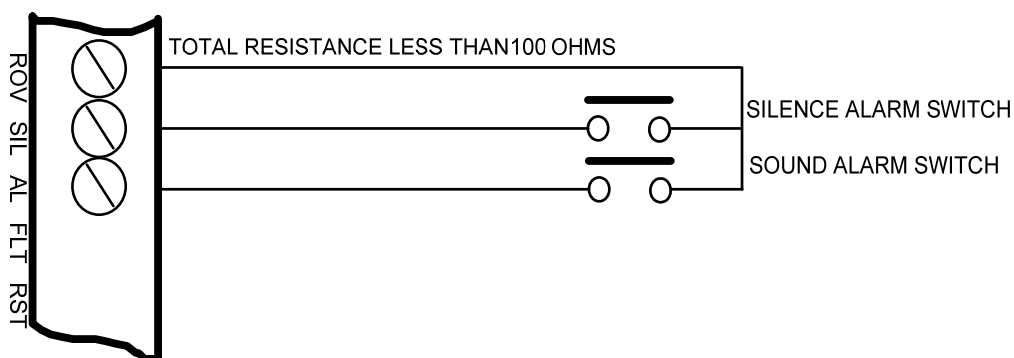 TOTAL RESISTANCE LESS THAN100 OHMS
ROV
SIL
AL
FLT
RST
SILENCE ALARM SWITCH
SOUND ALARM SWITCH